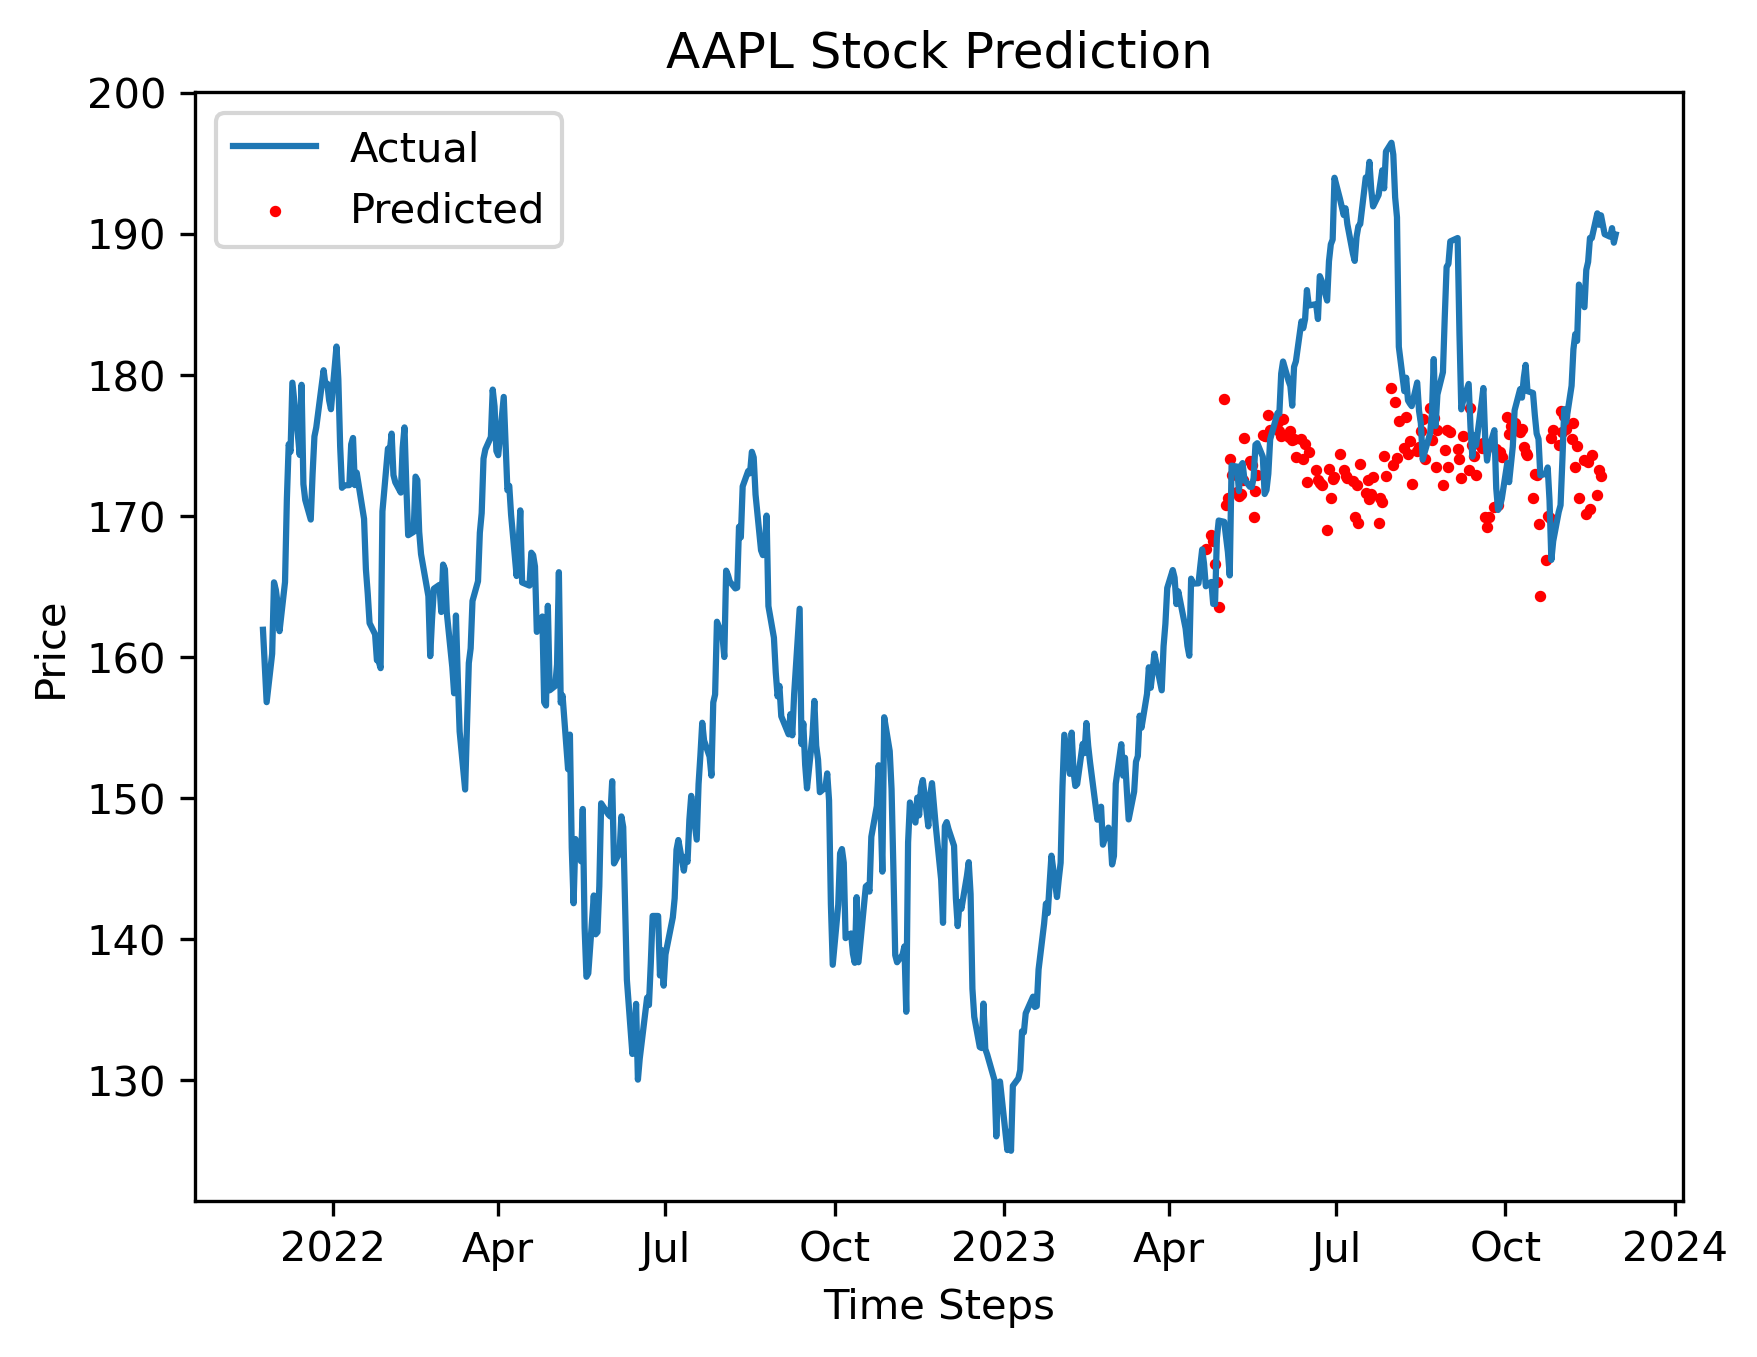 AAPL Stock Prediction
200
190
180
170
160
150
140
130
Price
Actual
Predicted
2022 Apr Jul Oct 2023 Apr Jul Oct 2024
Time Steps